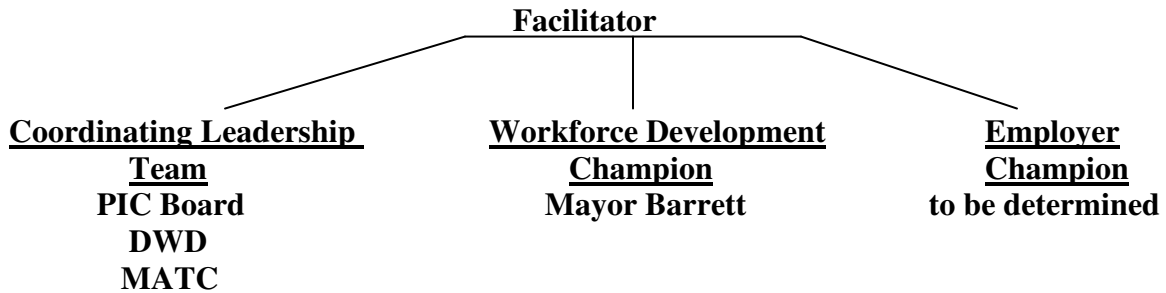 Facilitator
Coordinating Leadership
Team
PIC Board
DWD
MATC
Workforce Development
Champion
Mayor Barrett
Employer
Champion
to be determined